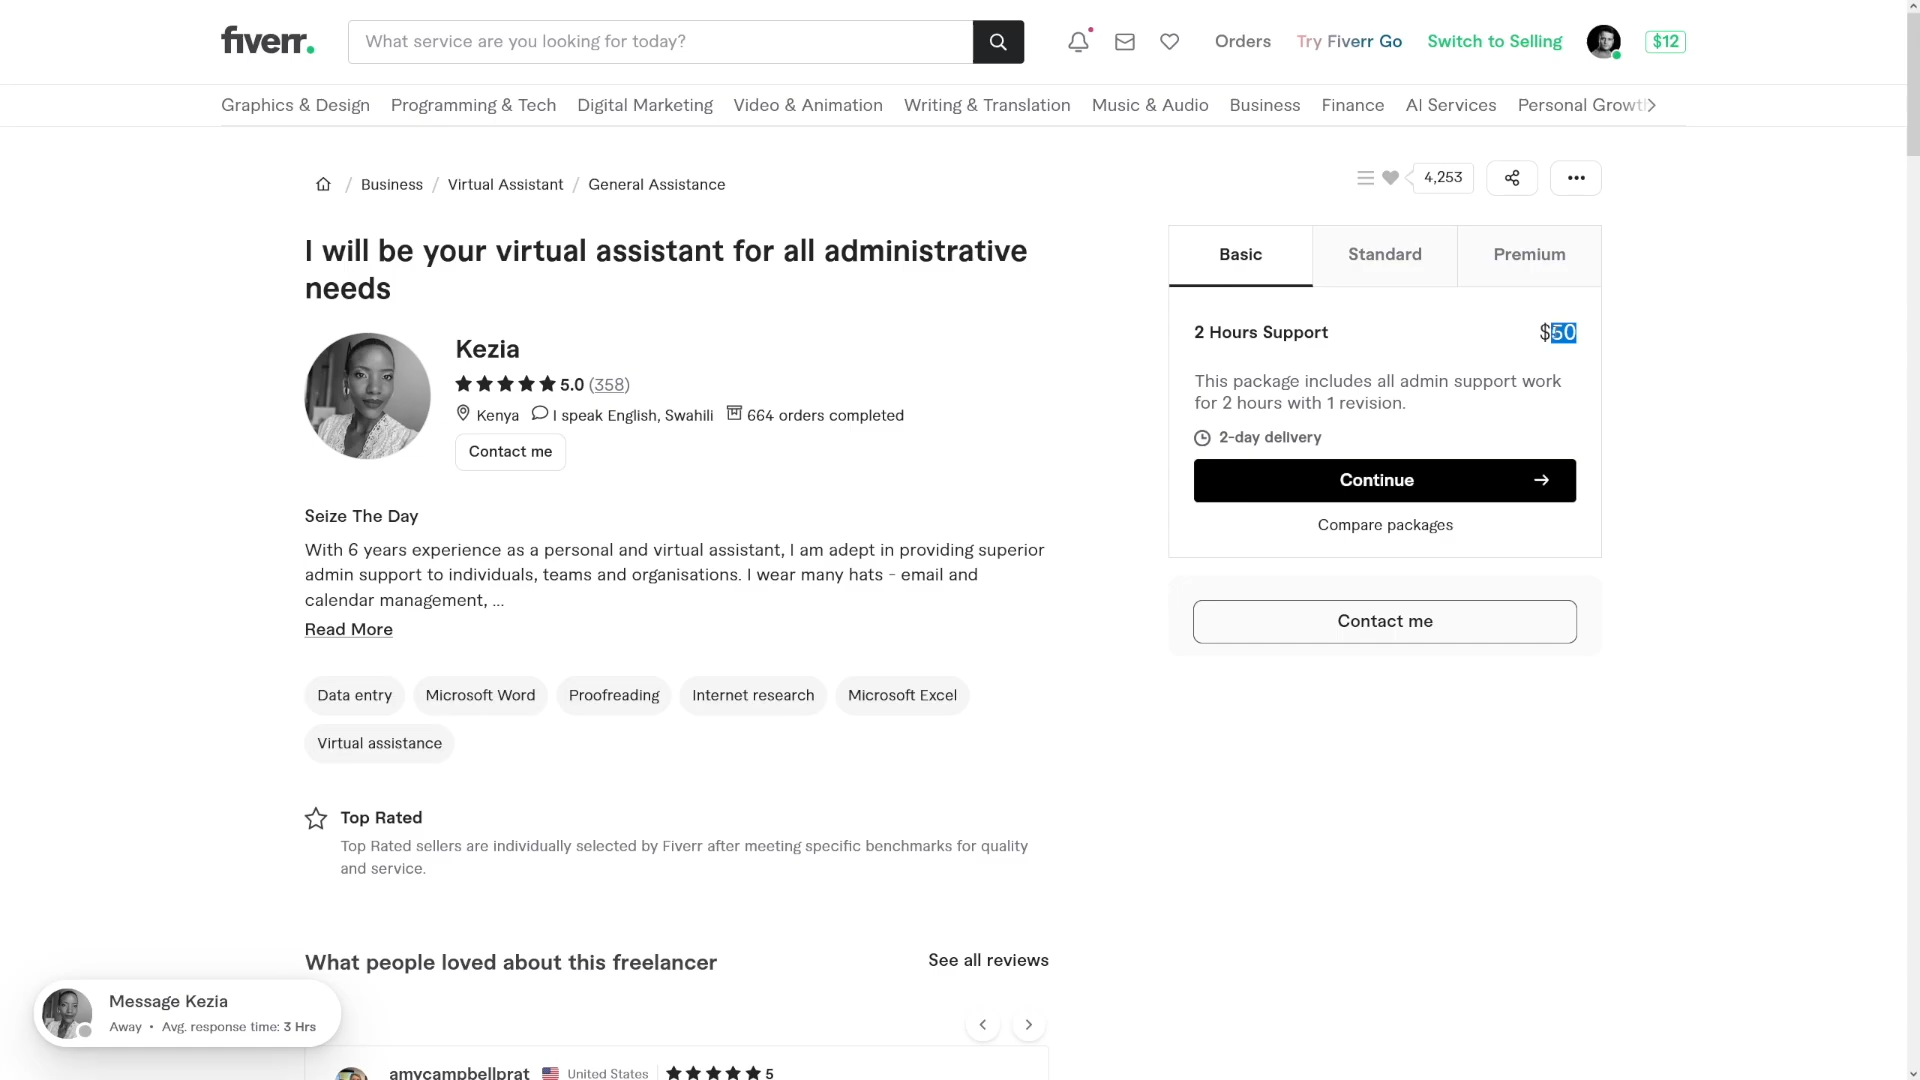 fiverr.
What service are you looking for today?
Orders
Try Fiverr Go
Switch to Selling
$12
Graphics & Design
Programming & Tech
Digital Marketing
Video & Animation
Writing & Translation
Music & Audio
Business
Finance
AI Services
Personal Growt
/ Business / Virtual Assistant / General Assistance
4,253
I will be your virtual assistant for all administrative
needs
Kezia
5.0 (358)
Kenya I speak English, Swahili 664 orders completed
Contact me
Seize The Day
With 6 years experience as a personal and virtual assistant, I am adept in providing superior
admin support to individuals, teams and organisations. I wear many hats - email and
calendar management, ...
Read More
Data entry
Microsoft Word
Proofreading
Internet research
Microsoft Excel
Virtual assistance
Top Rated
Top Rated sellers are individually selected by Fiverr after meeting specific benchmarks for quality
and service.
What people loved about this freelancer
See all reviews
amycampbellprat United States 5
Basic
Standard
Premium
2 Hours Support $50
This package includes all admin support work
for 2 hours with 1 revision.
2-day delivery
Continue
Compare packages
Contact me
Message Kezia
Away • Avg. response time: 3 Hrs